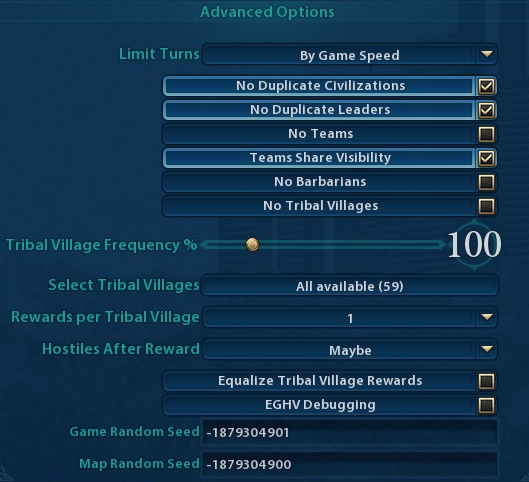 Advanced Options
Limit Turns By Game Speed
No Duplicate Civilizations
No Duplicate Leaders
No Teams
Teams Share Visibility
No Barbarians
No Tribal Villages
Tribal Village Frequency % 100
Select Tribal Villages All available (59)
Rewards per Tribal Village 1
Hostiles After Reward Maybe
Equalize Tribal Village Rewards
EGHV Debugging
Game Random Seed -1879304901
Map Random Seed -1879304900